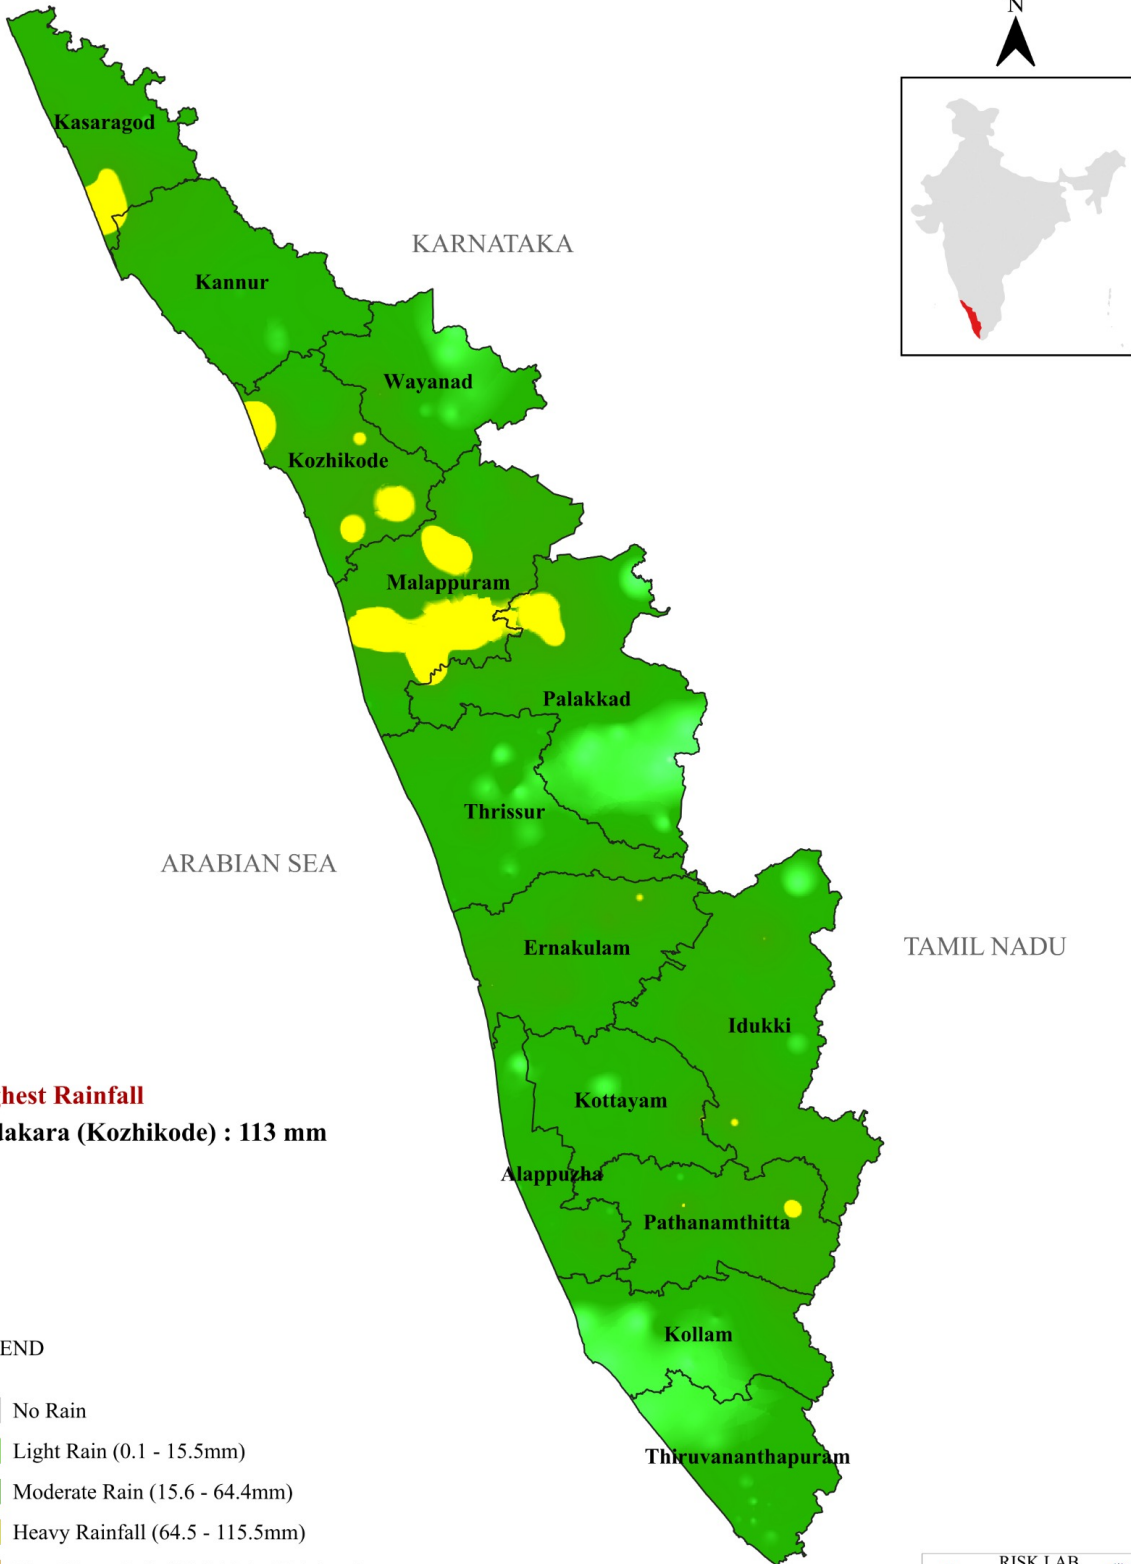 N
Kasaragod
KARNATAKA
Kannur
Wayanad
Kozhikode
Malappuram
Palakkad
Thrissur
ARABIAN SEA
Ernakulam
TAMIL NADU
Idukki
ghest Rainfall
dakara (Kozhikode) : 113 mm
Kottayam
Alappuzha
Pathanamthitta
Kollam
END
No Rain
Light Rain (0.1 - 15.5mm)
Thiruvananthapuram
Moderate Rain (15.6 - 64.4mm)
Heavy Rainfall (64.5 - 115.5mm)
RISK LAB